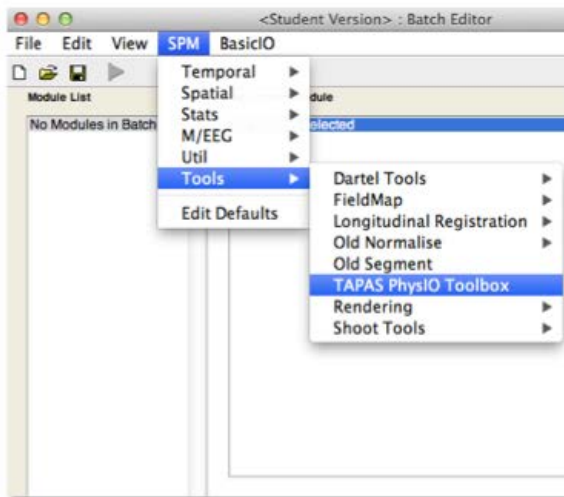 <Student Version> : Batch Editor
File Edit View SPM BasicIO
Module List
No Modules in Batch
Temporal
Spatial
Stats
M/EEG
Util
Tools
Edit Defaults
Dartel Tools
FieldMap
Longitudinal Registration
Old Normalise
Old Segment
TAPAS PhysIO Toolbox
Rendering
Shoot Tools